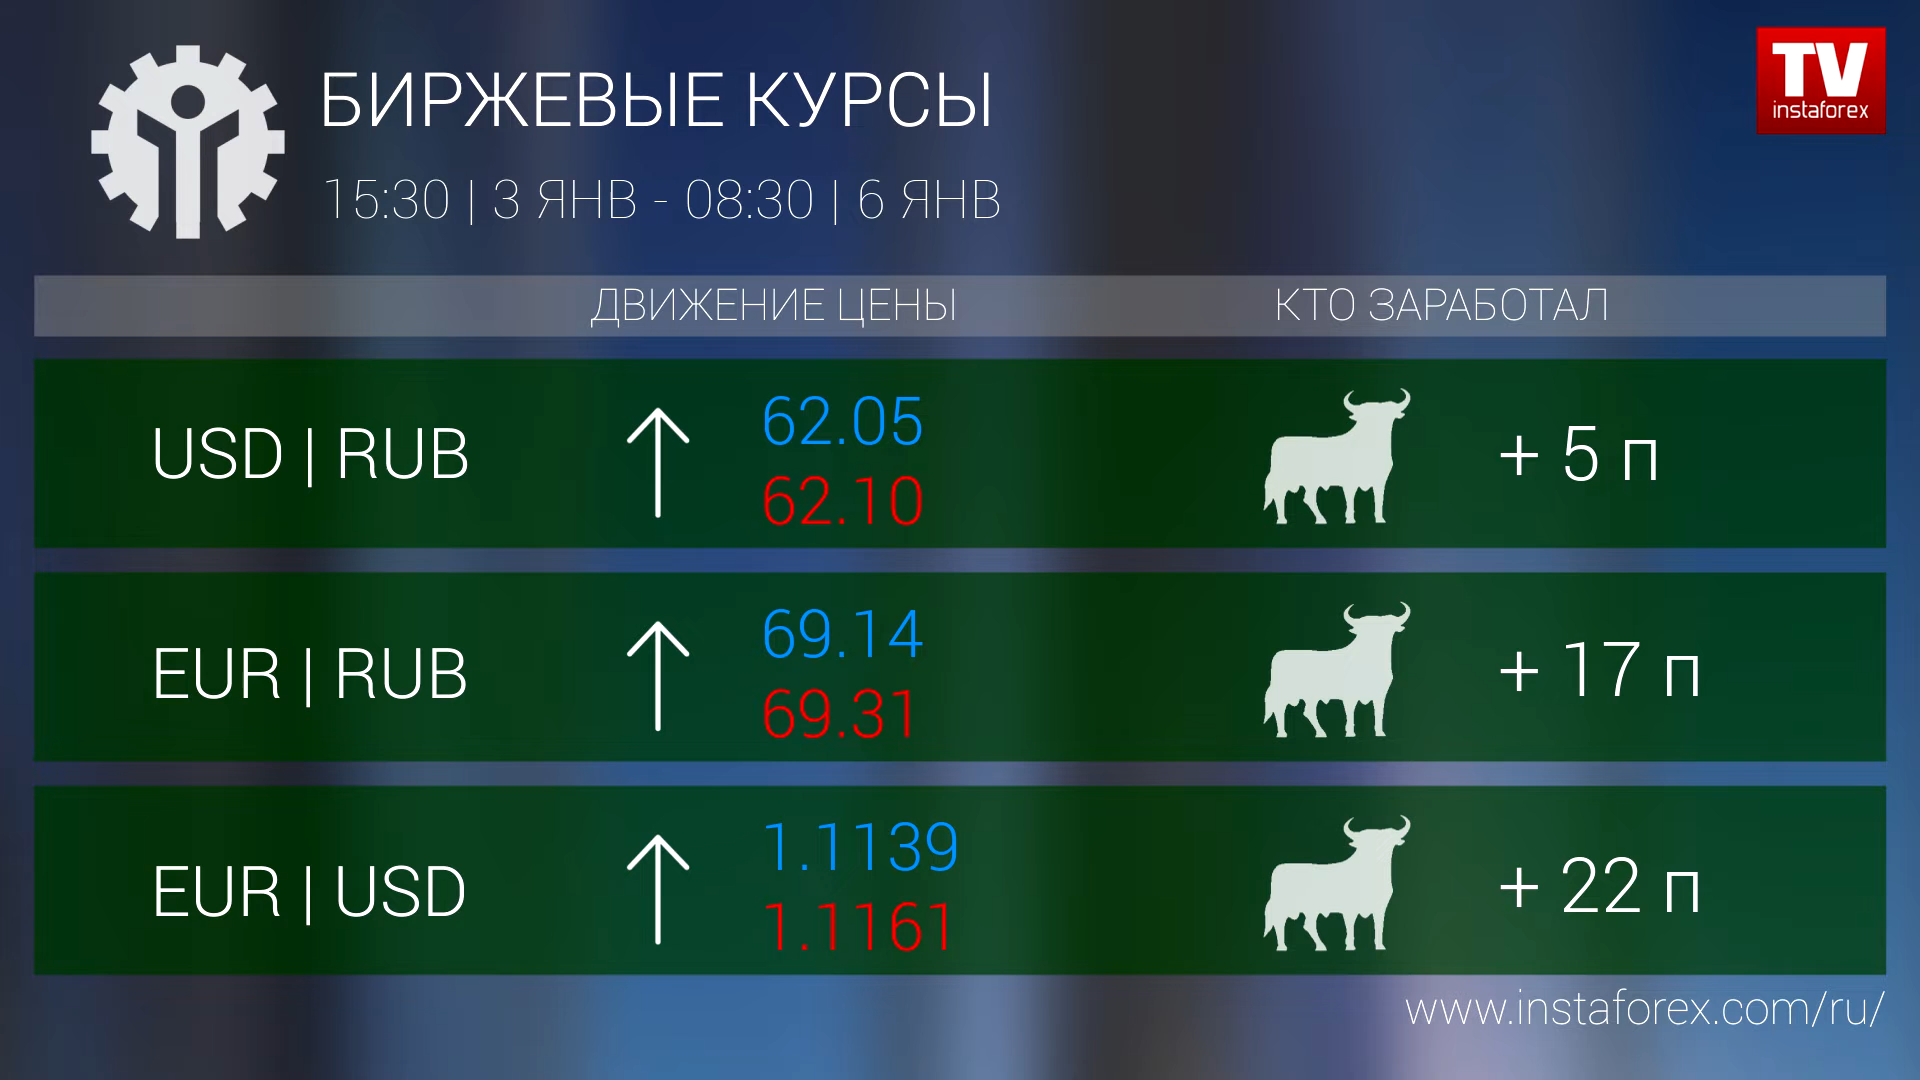 БИРЖЕВЫЕ КУРСЫ
TV
instaforex
15:30 | 3 ЯНВ - 08:30 | 6 ЯНВ
ДВИЖЕНИЕ ЦЕНЫ КТО ЗАРАБОТАЛ
USD | RUB
62.05
62.10
+ 5 п
EUR | RUB
69.14
69.31
+ 17 п
EUR | USD
1.1139
1.1161
+ 22 п
www.instaforex.com/ru/